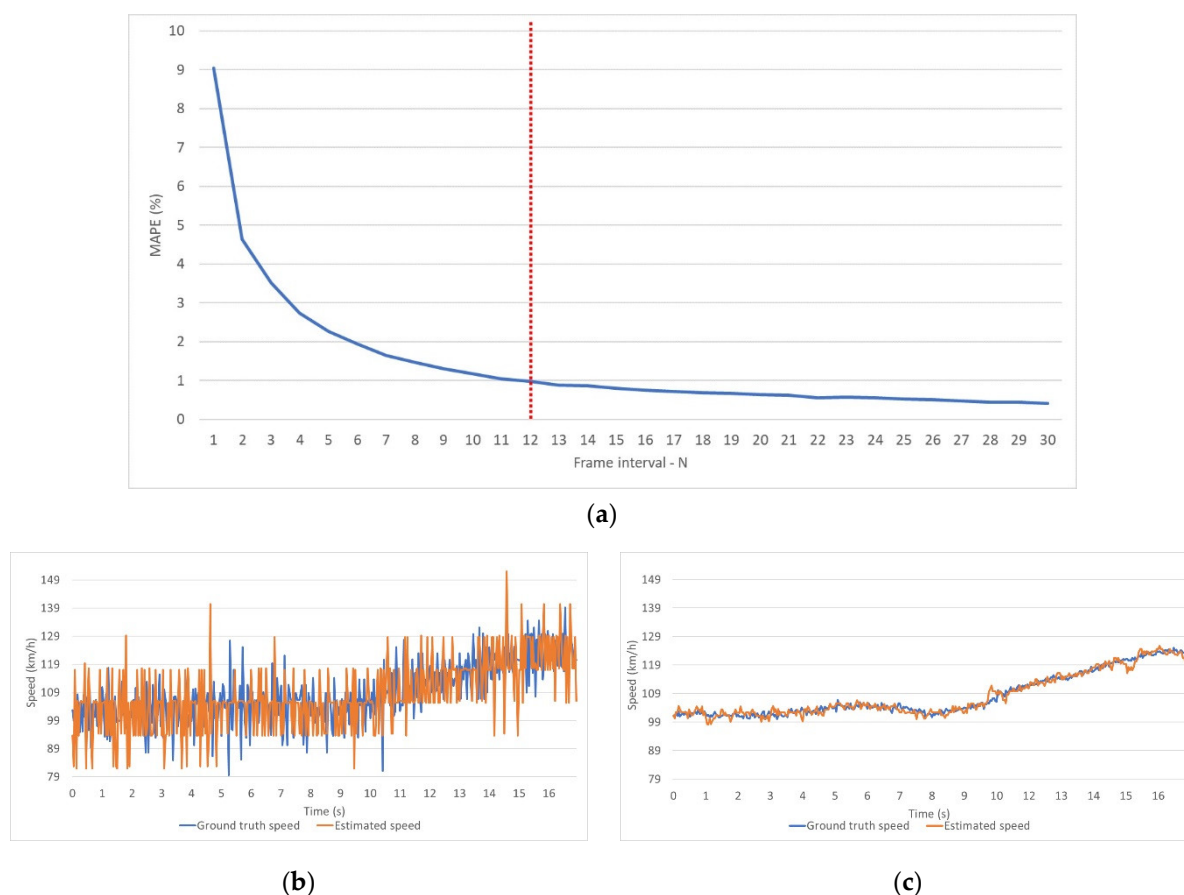 10
9
8
7
6
5
4
3
2
1
0
MAPE (%)
1 2 3 4 5 6 7 8 9 10 11 12 13 14 15 16 17 18 19 20 21 22 23 24 25 26 27 28 29 30
Frame interval - N
(a)
149
139
129
119
109
99
89
79
Speed (km/h)
0 1 2 3 4 5 6 7 8 9 10 11 12 13 14 15 16
Time (s)
Ground truth speed Estimated speed
(b)
149
139
129
119
109
99
89
79
Speed (km/h)
0 1 2 3 4 5 6 7 8 9 10 11 12 13 14 15 16
Time (s)
Ground truth speed Estimated speed
(c)